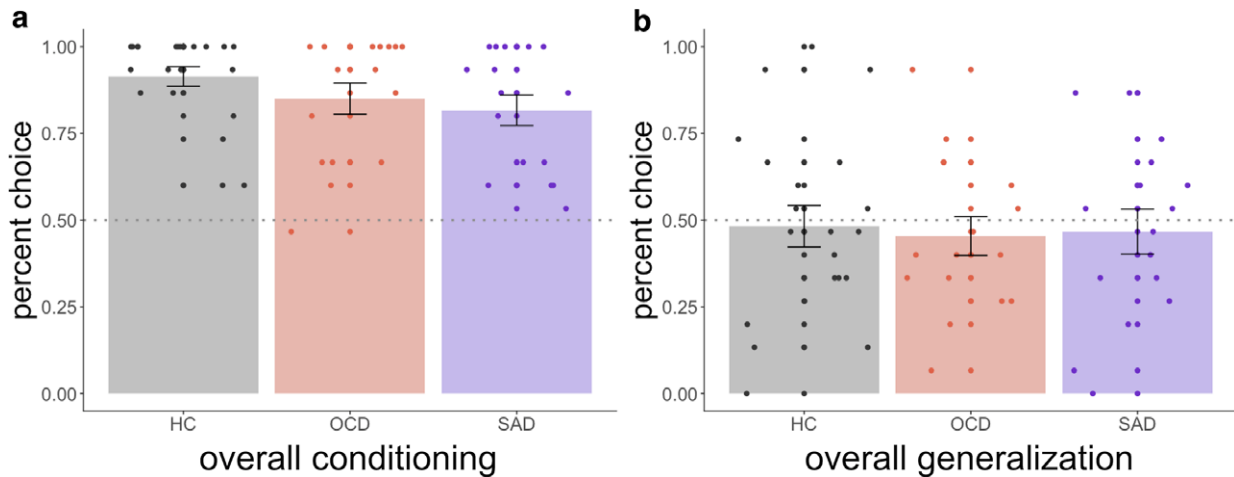 a
1.00
0.75
0.50
0.25
0.00
percent choice
HC OCD SAD
overall conditioning
b
1.00
0.75
0.50
0.25
0.00
percent choice
HC OCD SAD
overall generalization